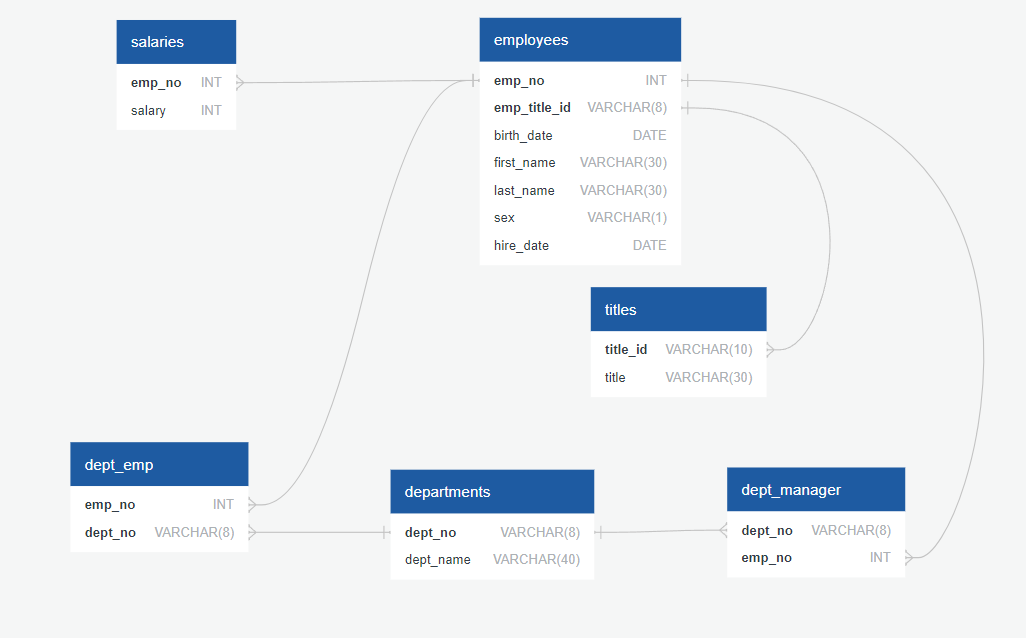 salaries
emp_no INT
salary INT
employees
emp_no INT
emp_title_id VARCHAR(8)
birth_date DATE
first_name VARCHAR(30)
last_name VARCHAR(30)
sex VARCHAR(1)
hire_date DATE
titles
title_id VARCHAR(10)
title VARCHAR(30)
dept_emp
emp_no INT
dept_no VARCHAR(8)
departments
dept_no VARCHAR(8)
dept_name VARCHAR(40)
dept_manager
dept_no VARCHAR(8)
emp_no INT